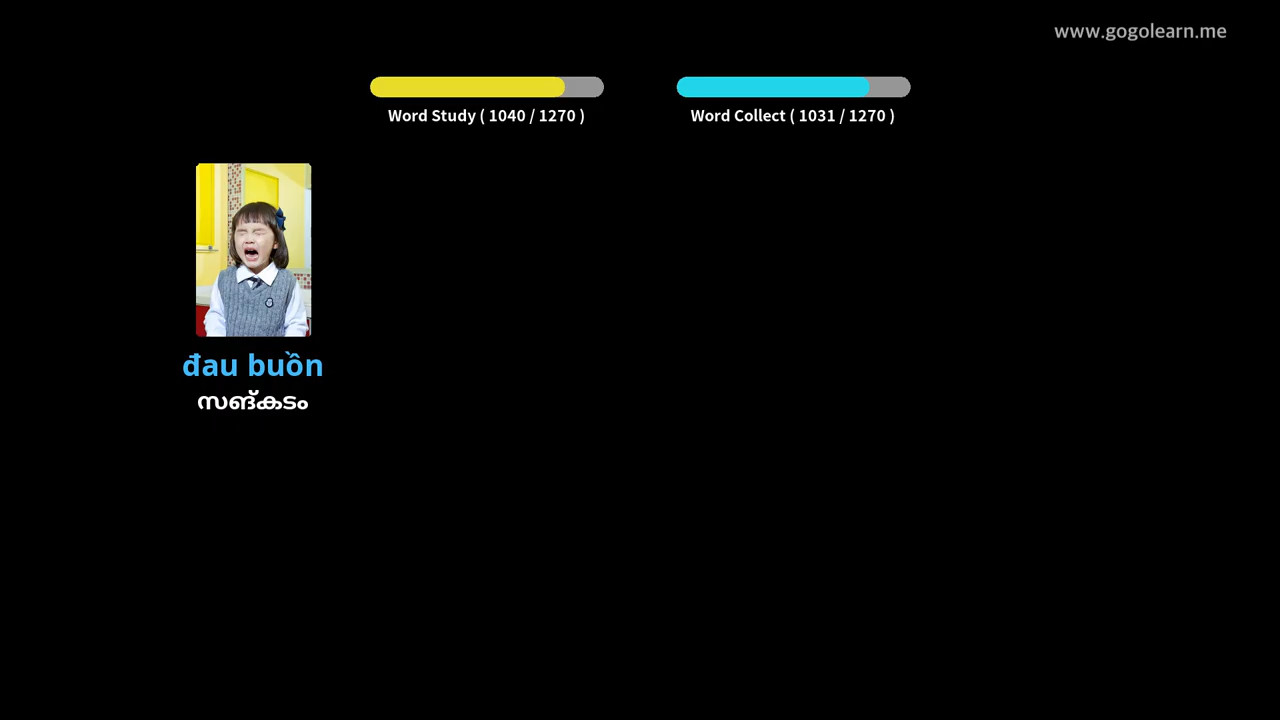 www.gogolearn.me
Word Study ( 1040 / 1270 )
Word Collect ( 1031 / 1270 )
đau buồn
സങ്കടം